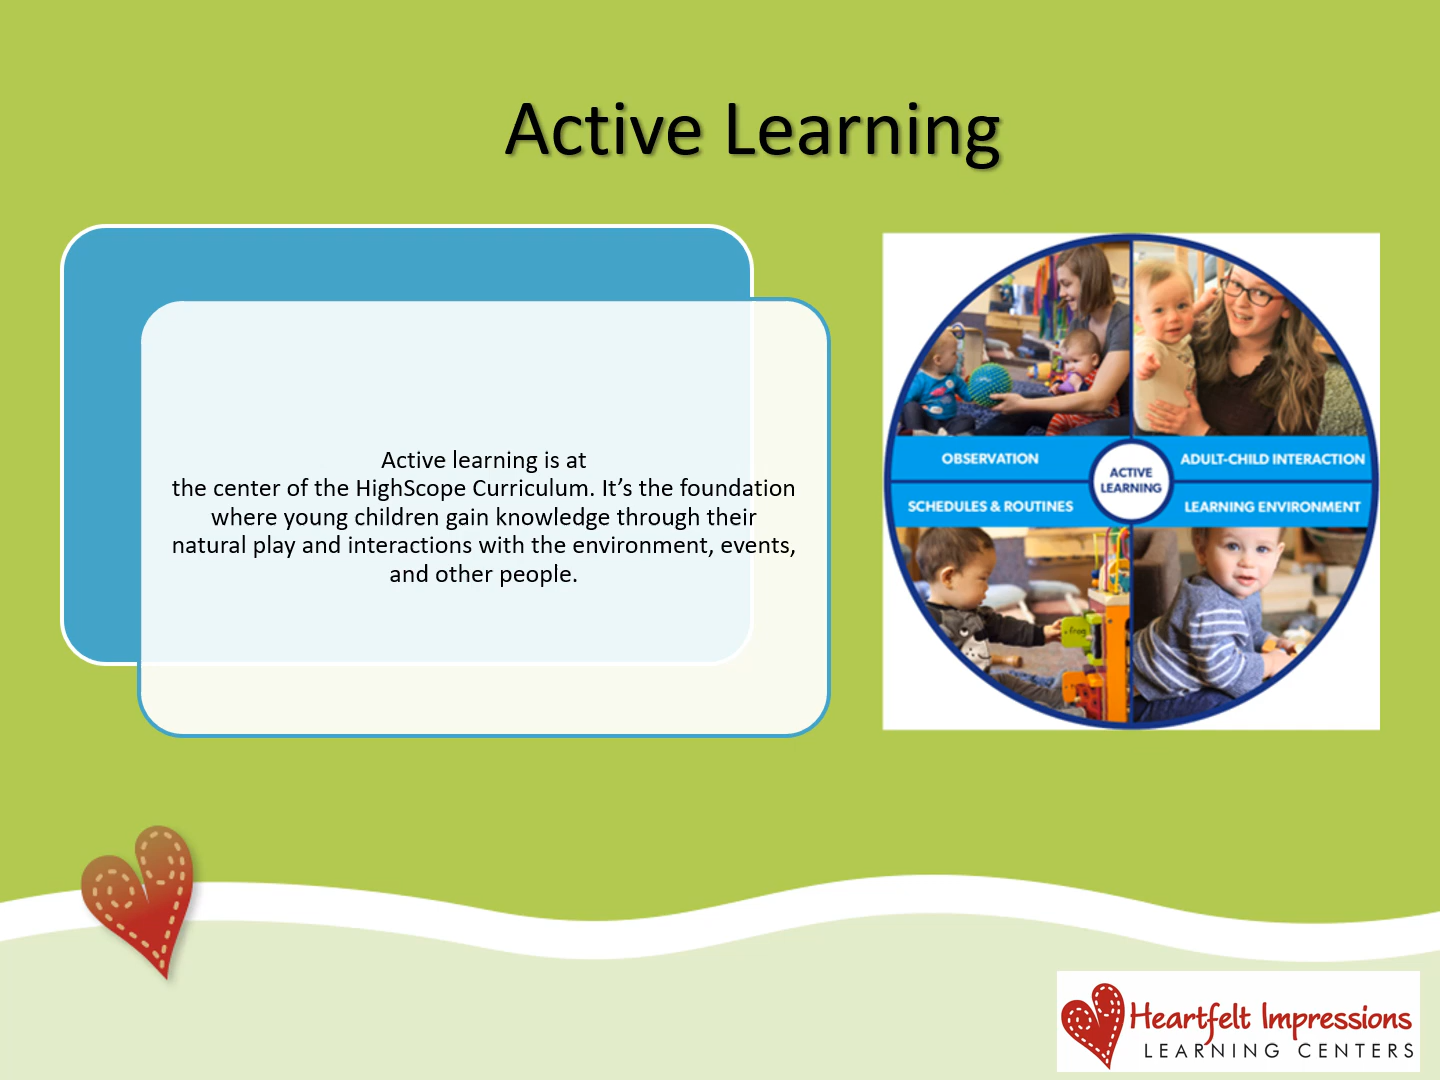 Active Learning
Active learning is at
the center of the HighScope Curriculum. It’s the foundation
where young children gain knowledge through their
natural play and interactions with the environment, events,
and other people.
OBSERVATION
ADULT-CHILD INTERACTION
ACTIVE
LEARNING
SCHEDULES & ROUTINES
LEARNING ENVIRONMENT
frog
Heartfelt Impressions
LEARNING CENTERS